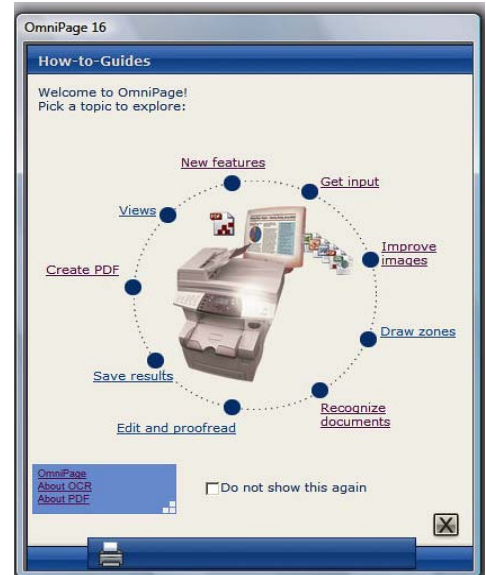 OmniPage 16
How-to-Guides
Welcome to OmniPage!
Pick a topic to explore:
New features
Get input
Views
Improve
images
Create PDF
Draw zones
Save results
Recognize
documents
Edit and proofread
OmniPage
About OCR
About PDF
Do not show this again
X